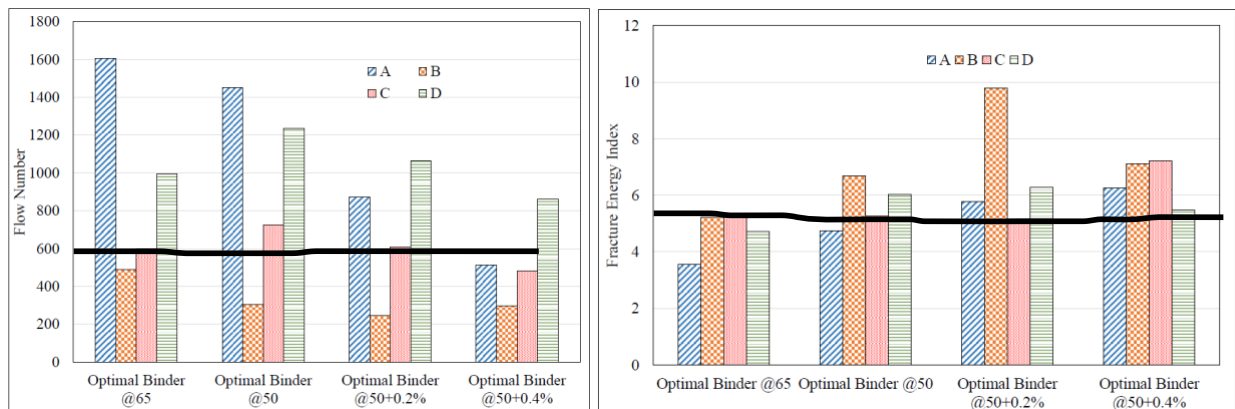 1800
1600
1400
1200
1000
800
600
400
200
0
Flow Number
A B
C D
Optimal Binder @65
Optimal Binder @50
Optimal Binder @50+0.2%
Optimal Binder @50+0.4%
12
10
8
6
4
2
0
Fracture Energy Index
A B C D
Optimal Binder @65
Optimal Binder @50
Optimal Binder @50+0.2%
Optimal Binder @50+0.4%